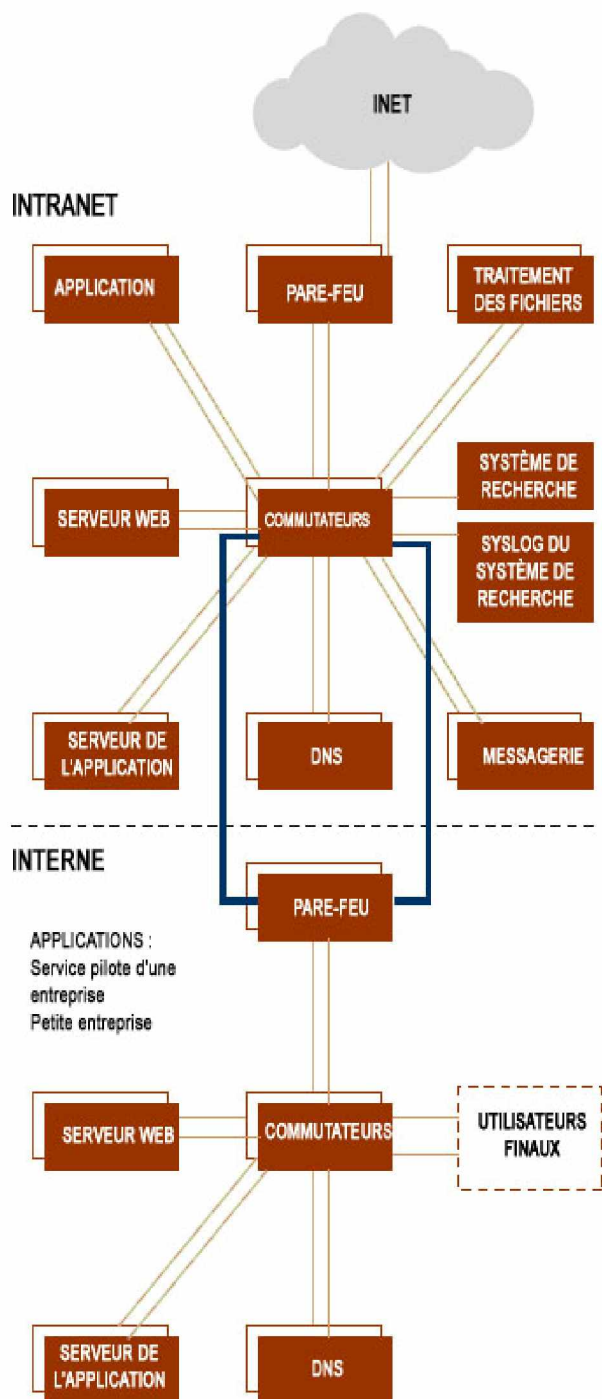 INET
INTRANET
APPLICATION
PARE-FEU
TRAITEMENT
DES FICHIERS
SERVEUR WEB
COMMUTATEURS
SYSTÈME DE
RECHERCHE
SYSLOG DU
SYSTÈME DE
RECHERCHE
SERVEUR DE
L'APPLICATION
DNS
MESSAGERIE
INTERNE
PARE-FEU
APPLICATIONS :
Service pilote d'une
entreprise
Petite entreprise
SERVEUR WEB
COMMUTATEURS
UTILISATEURS
FINAUX
SERVEUR DE
L'APPLICATION
DNS